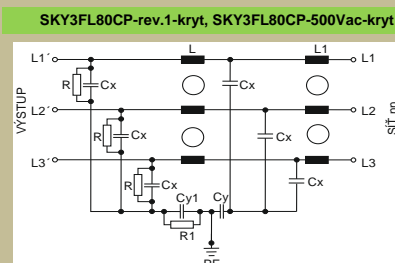 SKY3FL80CP-rev.1-kryt, SKY3FL80CP-500Vac-kryt
L1´ L L1 L1
R Cx Cx
L2´ L2
R Cx Cx
VÝSTUP
L3´ L3
R Cx Cx
Cy1 Cy
R1
PE